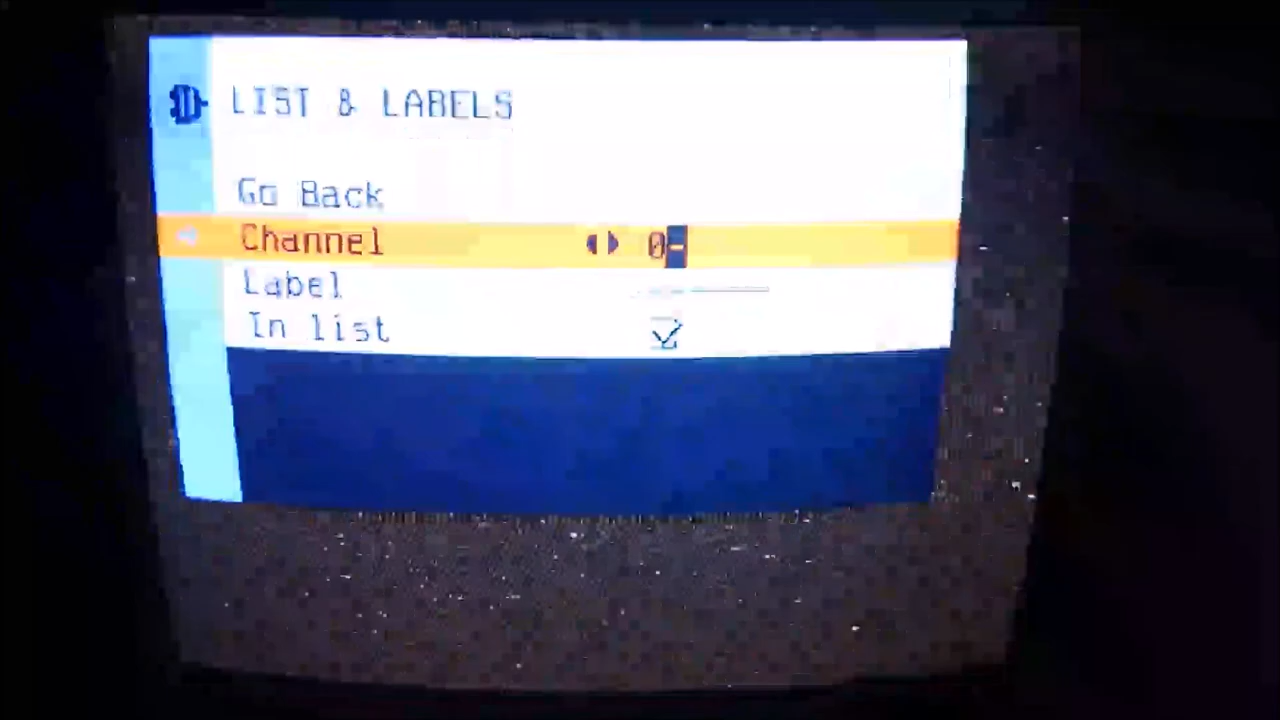 LIST & LABELS
Go Back
Channel 0-
Label
In list